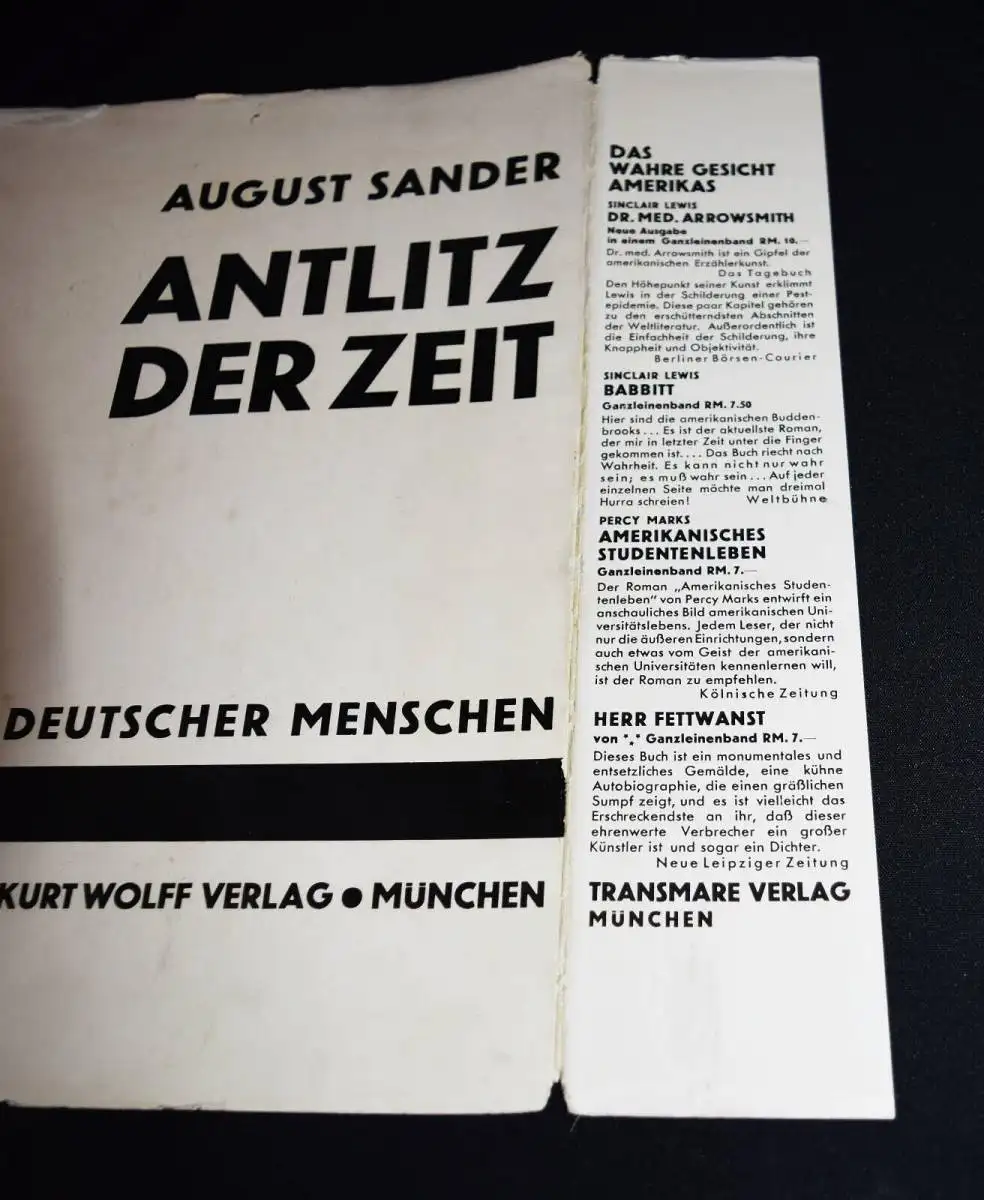 AUGUST SANDER
ANTLITZ
DER ZEIT
DEUTSCHER MENSCHEN
KURT WOLFF VERLAG ● MÜNCHEN
DAS
WAHRE GESICHT
AMERIKAS
SINCLAIR LEWIS
DR. MED. ARROWSMITH
Neue Ausgabe
in einem Ganzleinenband RM. 10.—
Dr. med. Arrowsmith ist ein Gipfel der
amerikanischen Erzählerkunst.
Das Tagebuch
Den Höhepunkt seiner Kunst erklimmt
Lewis in der Schilderung einer Pest-
epidemie. Diese paar Kapitel gehören
zu den erschütterndsten Abschnitten
der Weltliteratur. Außerordentlich ist
die Einfachheit der Schilderung, ihre
Knappheit und Objektivität.
Berliner Börsen-Courier
SINCLAIR LEWIS
BABBITT
Ganzleinenband RM. 7.50
Hier sind die amerikanischen Budden-
brooks... Es ist der aktuellste Roman,
der mir in letzter Zeit unter die Finger
gekommen ist.... Das Buch riecht nach
Wahrheit. Es kann nicht nur wahr
sein; es muß wahr sein... Auf jeder
einzelnen Seite möchte man dreimal
Hurra schreien! Weltbühne
PERCY MARKS
AMERIKANISCHES
STUDENTENLEBEN
Ganzleinenband RM. 7.—
Der Roman „Amerikanisches Studen-
tenleben" von Percy Marks entwirft ein
anschauliches Bild amerikanischen Uni-
versitätslebens. Jedem Leser, der nicht
nur die äußeren Einrichtungen, sondern
auch etwas vom Geist der amerikani-
schen Universitäten kennenlernen will,
ist der Roman zu empfehlen.
Kölnische Zeitung
HERR FETTWANST
von *** Ganzleinenband RM. 7.—
Dieses Buch ist ein monumentales und
entsetzliches Gemälde, eine kühne
Autobiographie, die einen gräßlichen
Sumpf zeigt, und es ist vielleicht das
Erschreckendste an ihr, daß dieser
ehrenwerte Verbrecher ein großer
Künstler ist und sogar ein Dichter.
Neue Leipziger Zeitung
TRANSMARE VERLAG
MÜNCHEN